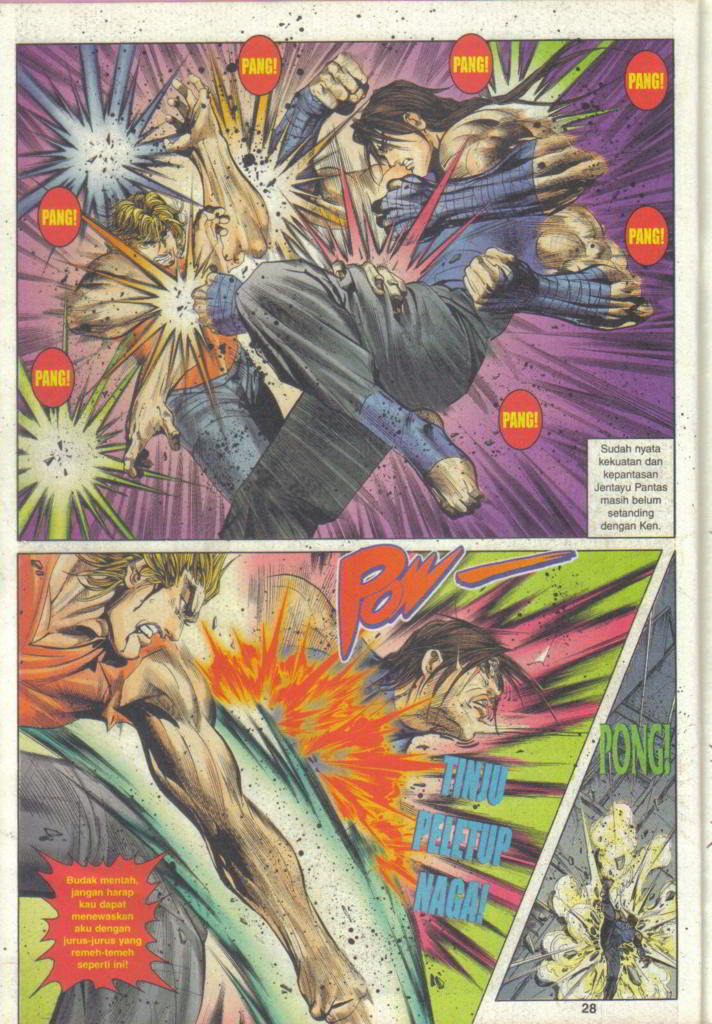 PANG!
PANG!
PANG!
PANG!
PANG!
PANG!
PANG!
Sudah nyata
kekuatan dan
kepantasan
Jentayu Pantas
masih belum
setanding
dengan Ken.
POW
TINJU
PELETUP
NAGA!
PONG!
Budak mentah,
jangan harap
kau dapat
menewaskan
aku dengan
jurus-jurus yang
remeh-temeh
seperti ini!
28